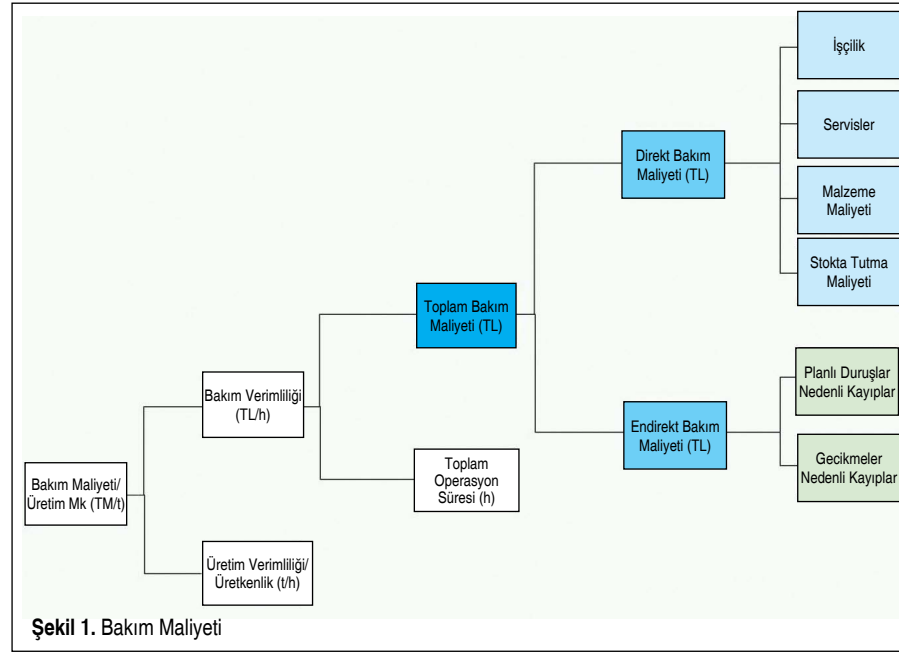 İşçilik
Servisler
Direkt Bakım
Maliyeti (TL)
Malzeme
Maliyeti
Stokta Tutma
Maliyeti
Toplam Bakım
Maliyeti (TL)
Planlı Duruşlar
Nedenli Kayıplar
Bakım Verimliliği
(TL/h)
Endirekt Bakım
Maliyeti (TL)
Gecikmeler
Nedenli Kayıplar
Toplam
Operasyon
Süresi (h)
Bakım Maliyeti/
Üretim Mk (TM/t)
Üretim Verimliliği/
Üretkenlik (t/h)
Şekil 1. Bakım Maliyeti